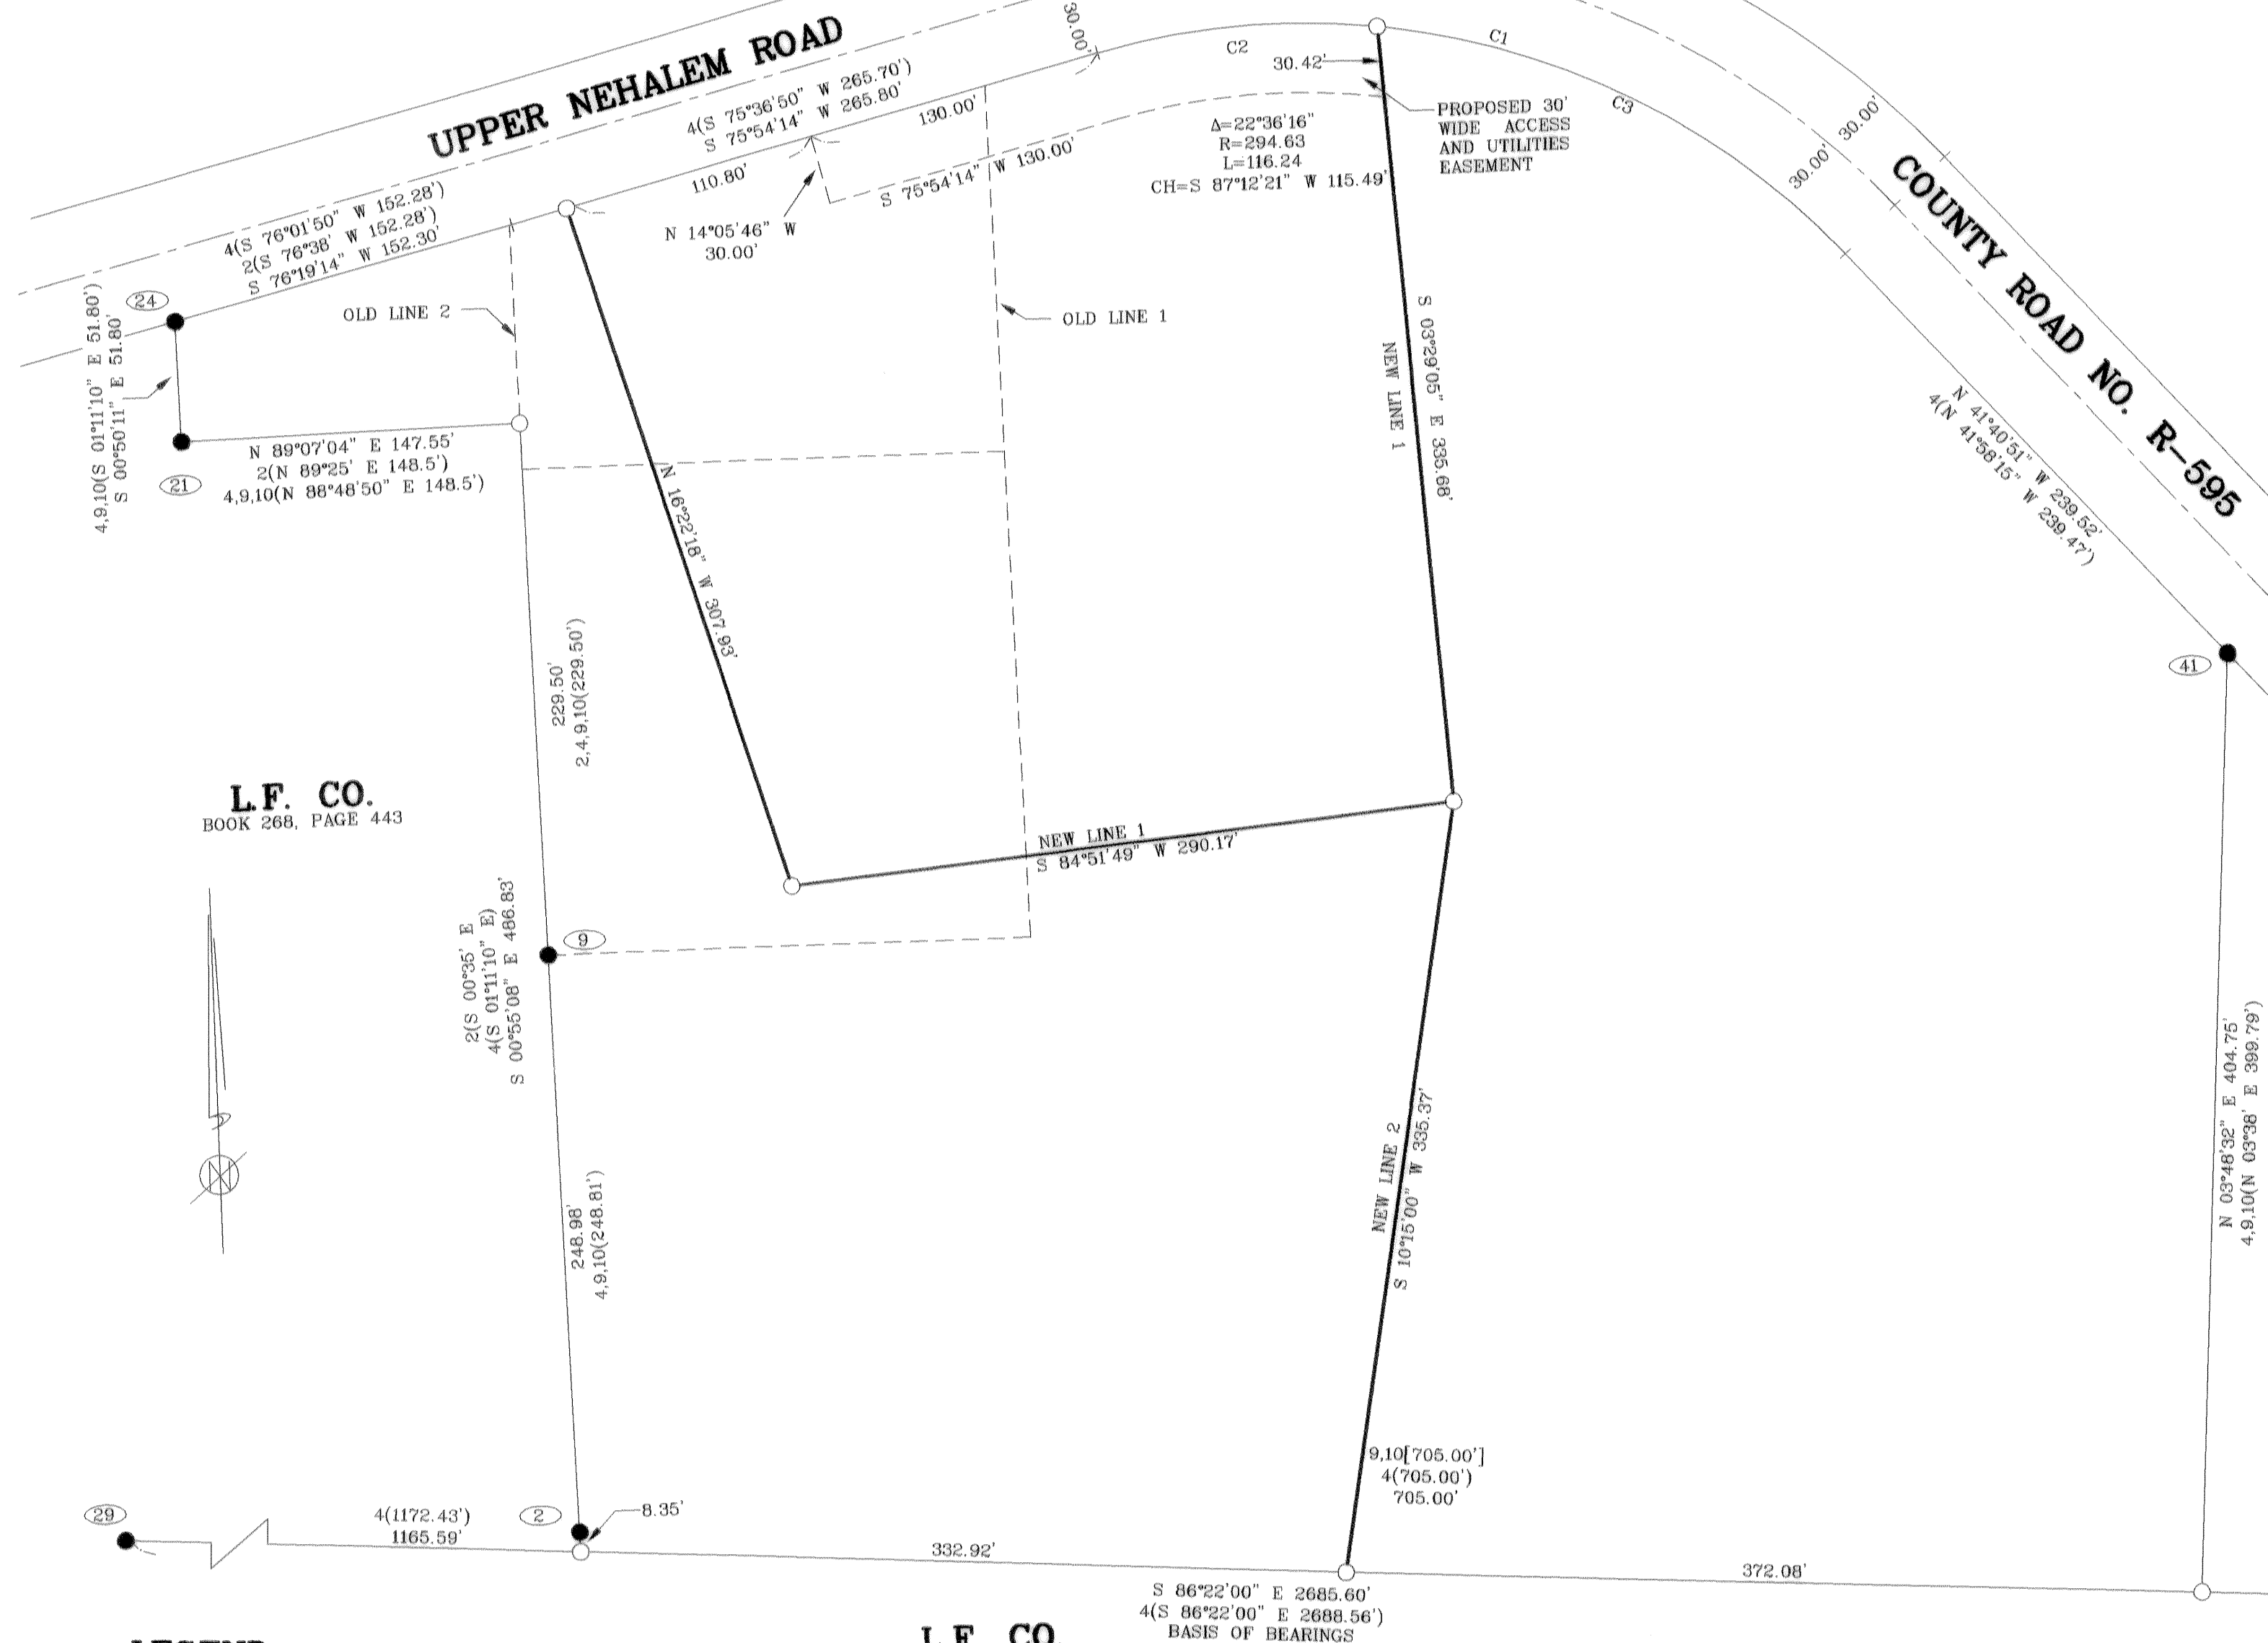 UPPER NEHALEM ROAD
30.00'
C2
30.42'
C1
C3
PROPOSED 30'
WIDE ACCESS
AND UTILITIES
EASEMENT
30.00'
30.00'
COUNTY ROAD NO. R-595
4(S 75°36'50" W 265.70')
S 75°54'14" W 265.80'
130.00'
110.80'
S 75°54'14" W 130.00'
Δ=22°36'16"
R=294.63
L=116.24
CH=S 87°12'21" W 115.49'
N 14°05'46" W
30.00'
4(S 76°01'50" W 152.28')
2(S 76°38' W 152.28')
S 76°19'14" W 152.30'
24
OLD LINE 2
OLD LINE 1
4,9,10(S 01°11'10" E 51.80')
S 00°50'11" E 51.80'
N 89°07'04" E 147.55'
2(N 89°25' E 148.5')
4,9,10(N 88°48'50" E 148.5')
21
N 16°22'18" W 307.93'
S 03°29'05" E 335.68'
NEW LINE 1
N 41°40'51" W 239.52'
4(N 41°58'15" W 239.47')
41
229.50'
2,4,9,10(229.50')
L.F. CO.
BOOK 268, PAGE 443
NEW LINE 1
S 84°51'49" W 290.17'
9
2(S 00°35' E
4(S 01°11'10" E)
S 00°55'08" E 486.83'
N
248.98'
4,9,10(248.81')
NEW LINE 2
S 10°15'00" W 335.37'
N 03°48'32" E 404.75'
4,9,10(N 03°38' E 399.79')
9,10[705.00']
4(705.00')
705.00'
29
4(1172.43')
1165.59'
2
8.35'
332.92'
372.08'
S 86°22'00" E 2685.60'
4(S 86°22'00" E 2688.56')
BASIS OF BEARINGS
L.F. CO.
LEGEND